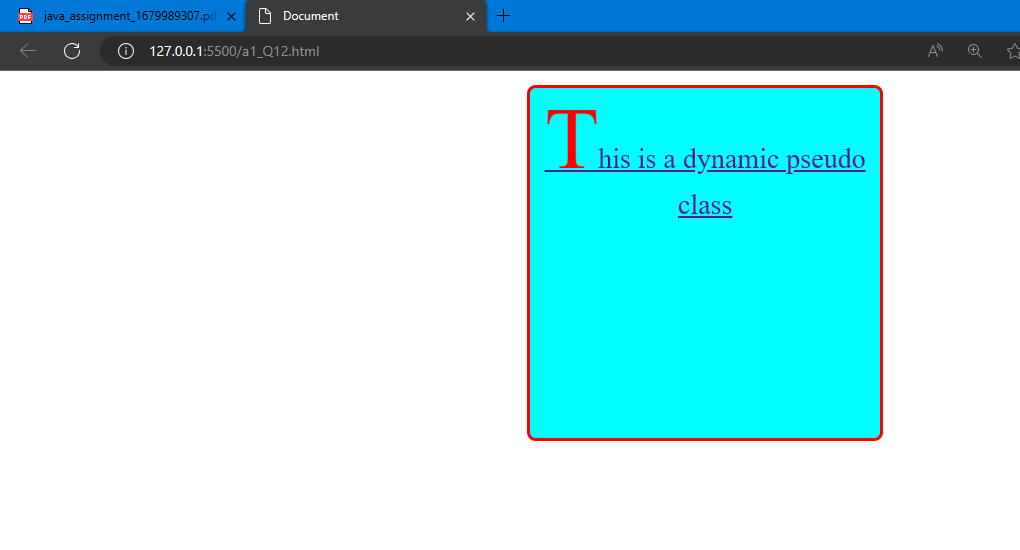 java_assignment_1679989307.pd
Document
127.0.0.1:5500/a1_Q12.html
This is a dynamic pseudo
class